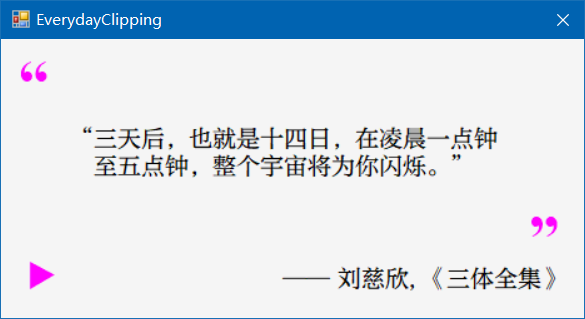 EverydayClipping
“
“三天后，也就是十四日，在凌晨一点钟
至五点钟，整个宇宙将为你闪烁。”
”
—— 刘慈欣,《三体全集》